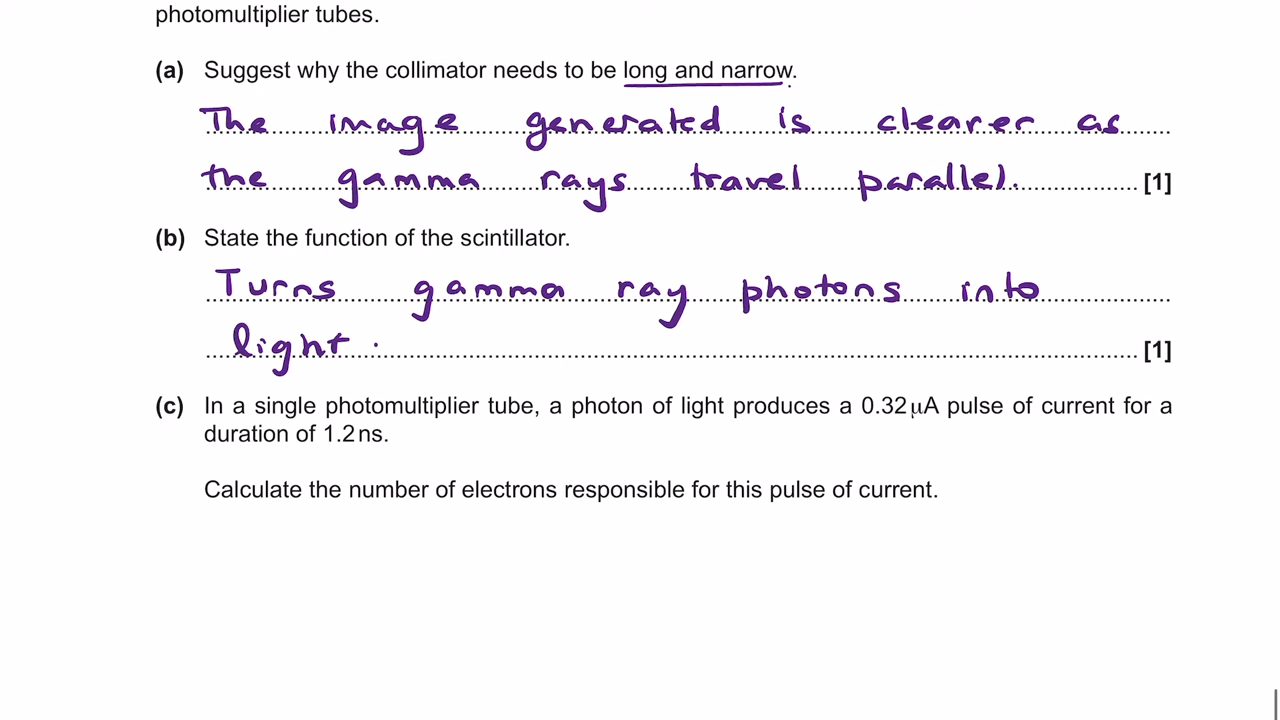 photomultiplier tubes.
(a) Suggest why the collimator needs to be long and narrow.
The image generated is clearer as
the gamma rays travel parallel. [1]
(b) State the function of the scintillator.
Turns gamma ray photons into
light. [1]
(c) In a single photomultiplier tube, a photon of light produces a 0.32 μA pulse of current for a
duration of 1.2 ns.
Calculate the number of electrons responsible for this pulse of current.